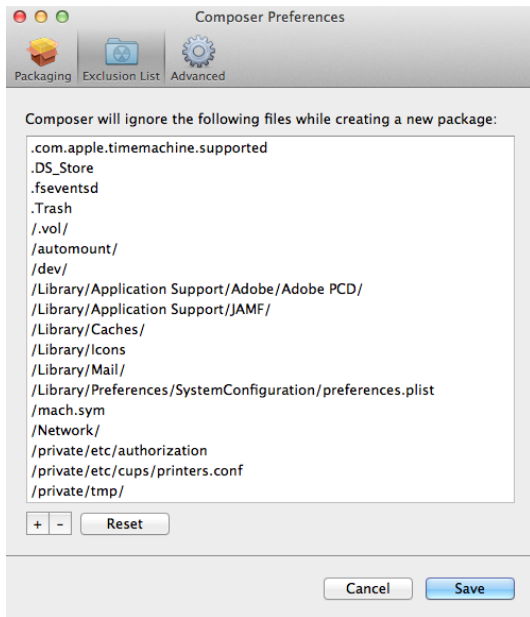 Composer Preferences
Packaging Exclusion List Advanced
Composer will ignore the following files while creating a new package:
.com.apple.timemachine.supported
.DS_Store
.fseventsd
.Trash
/.vol/
/automount/
/dev/
/Library/Application Support/Adobe/Adobe PCD/
/Library/Application Support/JAMF/
/Library/Caches/
/Library/Icons
/Library/Mail/
/Library/Preferences/SystemConfiguration/preferences.plist
/mach.sym
/Network/
/private/etc/authorization
/private/etc/cups/printers.conf
/private/tmp/
+ - Reset
Cancel Save